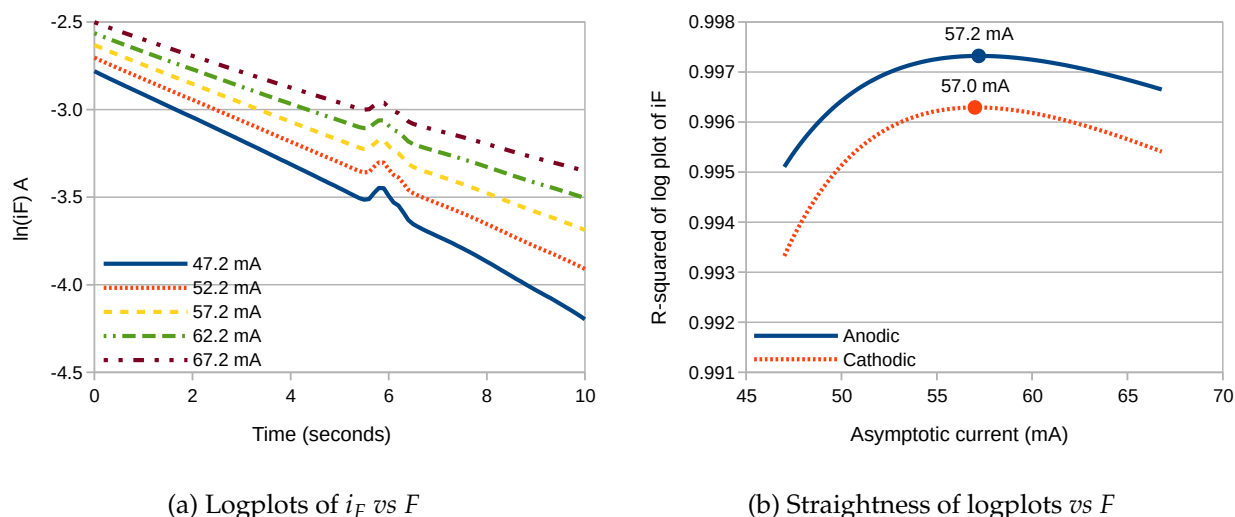 -2.5
-3.0
-3.5
-4.0
-4.5
ln(iF) A
47.2 mA
52.2 mA
57.2 mA
62.2 mA
67.2 mA
0 2 4 6 8 10
Time (seconds)
(a) Logplots of i_F vs F
0.998
0.997
0.996
0.995
0.994
0.993
0.992
0.991
R-squared of log plot of iF
57.2 mA
57.0 mA
Anodic
Cathodic
45 50 55 60 65 70
Asymptotic current (mA)
(b) Straightness of logplots vs F